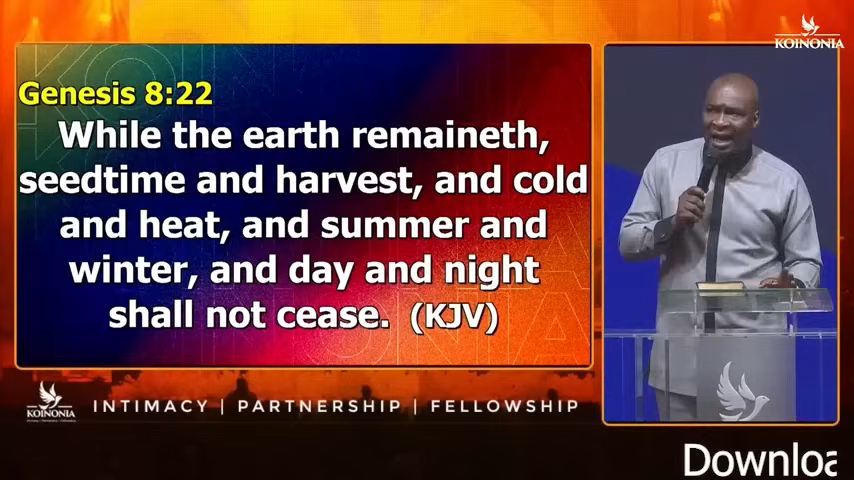 KOINONIA
Genesis 8:22
While the earth remaineth,
seedtime and harvest, and cold
and heat, and summer and
winter, and day and night
shall not cease. (KJV)
KOINONIA
INTIMACY | PARTNERSHIP | FELLOWSHIP
Downloa